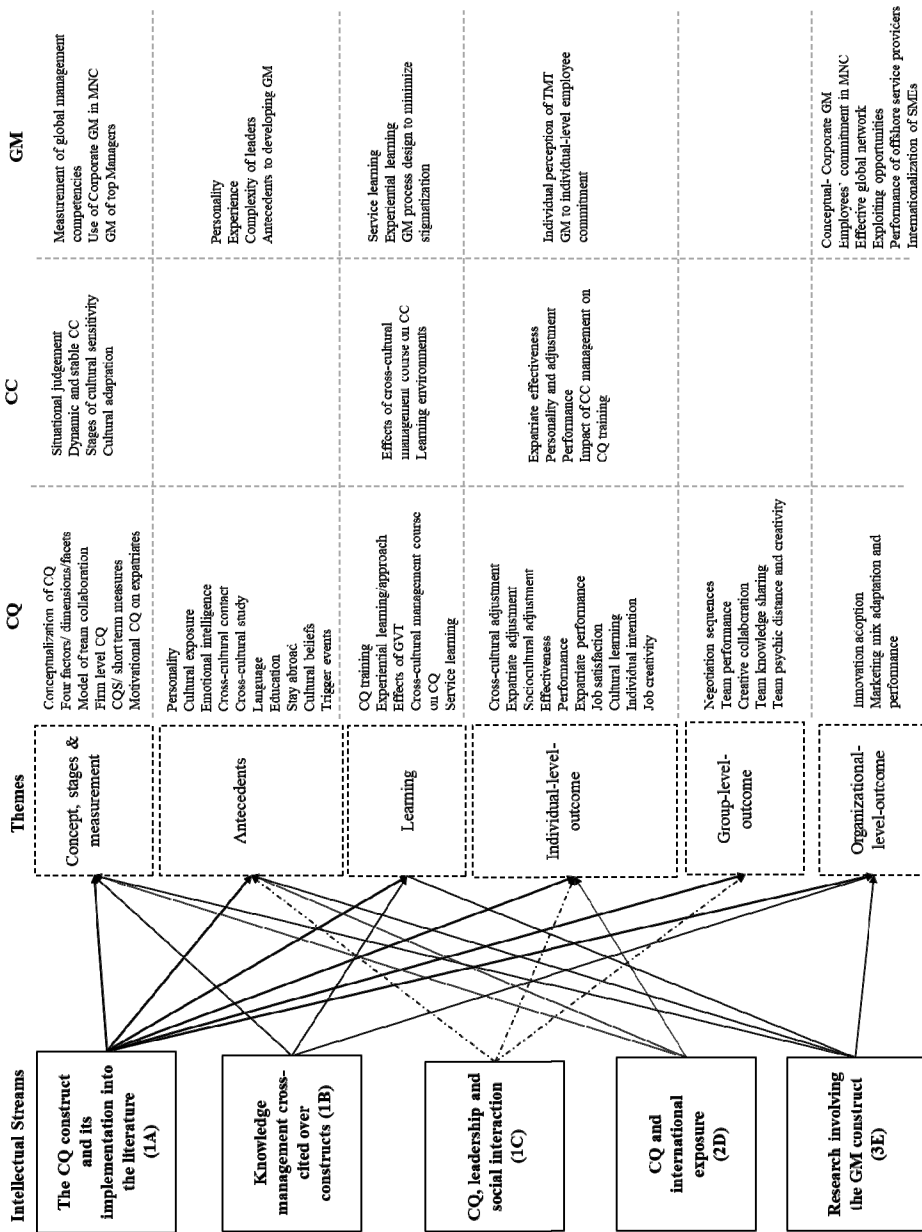 Intellectual Streams
Themes
CQ
CC
GM
The CQ construct
and its
implementation into
the literature
(1A)
Knowledge
management cross-
cited over
constructs (1B)
CQ, leadership and
social interaction
(1C)
CQ and
international
exposure
(2D)
Research involving
the GM construct
(3E)
Concept, stages &
measurement
Conceptualization of CQ
Four factors/ dimensions/facets
Model of team collaboration
Firm level CQ
CQS/ short term measures
Motivational CQ on expatriates
Situational judgement
Dynamic and stable CC
Stages of cultural sensitivity
Cultural adaptation
Measurement of global management
competencies
Use of Corporate GM in MNC
GM of top Managers
Antecedents
Personality
Cultural exposure
Emotional intelligence
Cross-cultural contact
Cross-cultural study
Language
Education
Stay abroad
Cultural beliefs
Trigger events
Personality
Experience
Complexity of leaders
Antecedents to developing GM
Learning
CQ training
Experiential learning/approach
Effects of GVT
Cross-cultural management course
on CQ
Service learning
Effects of cross-cultural
management course on CC
Learning environments
Service learning
Experiential learning
GM process design to minimize
stigmatization
Individual-level-
outcome
Cross-cultural adjustment
Expatriate adjustment
Sociocultural adjustment
Effectiveness
Performance
Expatriate performance
Job satisfaction
Cultural learning
Individual intention
Job creativity
Expatriate effectiveness
Personality and adjustment
Performance
Impact of CC management on
CQ training
Individual perception of TMT
GM to individual-level employee
commitment
Group-level-
outcome
Negotiation sequences
Team performance
Creative collaboration
Team knowledge sharing
Team psychic distance and creativity
Organizational-
level-outcome
Innovation adoption
Marketing mix adaptation and
performance
Conceptual- Corporate GM
Employees' commitment in MNC
Effective global network
Exploiting opportunities
Performance of offshore service providers
Internationalization of SMEs